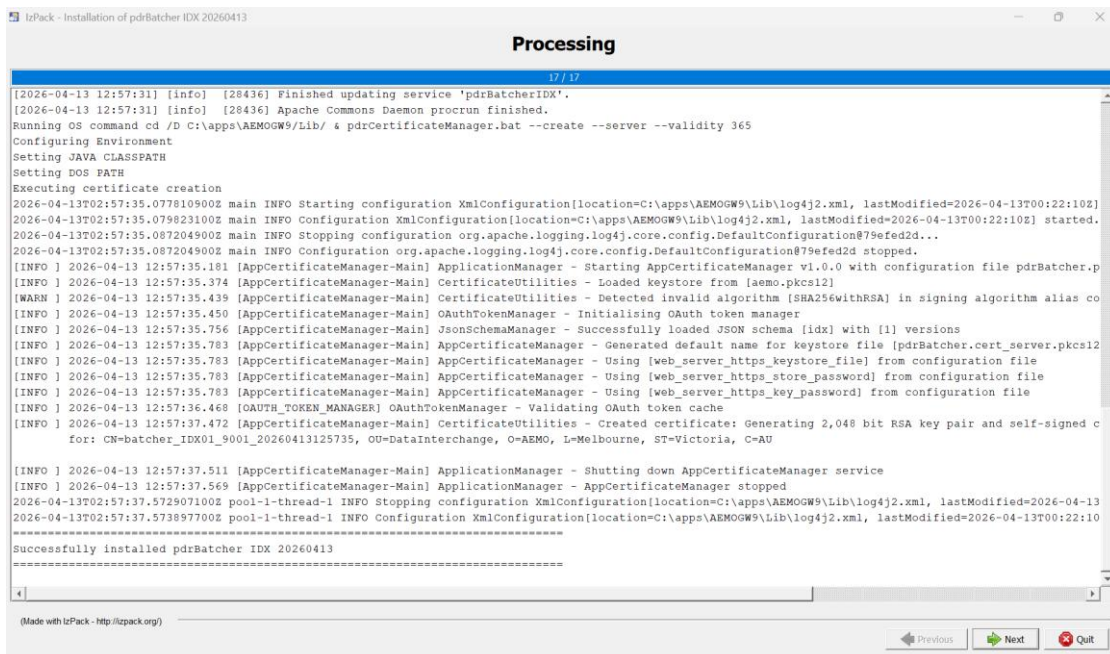 IzPack - Installation of pdrBatcher IDX 20260413
Processing
17 / 17
[2026-04-13 12:57:31] [info]  [28436] Finished updating service 'pdrBatcherIDX'.
[2026-04-13 12:57:31] [info]  [28436] Apache Commons Daemon procrun finished.
Running OS command cd /D C:\apps\AEMOGW9/Lib/ & pdrCertificateManager.bat --create --server --validity 365
Configuring Environment
Setting JAVA CLASSPATH
Setting DOS PATH
Executing certificate creation
2026-04-13T02:57:35.077810900Z main INFO Starting configuration XmlConfiguration[location=C:\apps\AEMOGW9\Lib\log4j2.xml, lastModified=2026-04-13T00:22:10Z]
2026-04-13T02:57:35.079823100Z main INFO Configuration XmlConfiguration[location=C:\apps\AEMOGW9\Lib\log4j2.xml, lastModified=2026-04-13T00:22:10Z] started.
2026-04-13T02:57:35.087204900Z main INFO Stopping configuration org.apache.logging.log4j.core.config.DefaultConfiguration@79efed2d...
2026-04-13T02:57:35.087204900Z main INFO Configuration org.apache.logging.log4j.core.config.DefaultConfiguration@79efed2d stopped.
[INFO ] 2026-04-13 12:57:35.181 [AppCertificateManager-Main] ApplicationManager - Starting AppCertificateManager v1.0.0 with configuration file pdrBatcher.p
[INFO ] 2026-04-13 12:57:35.374 [AppCertificateManager-Main] CertificateUtilities - Loaded keystore from [aemo.pkcs12]
[WARN ] 2026-04-13 12:57:35.439 [AppCertificateManager-Main] CertificateUtilities - Detected invalid algorithm [SHA256withRSA] in signing algorithm alias co
[INFO ] 2026-04-13 12:57:35.450 [AppCertificateManager-Main] OAuthTokenManager - Initialising OAuth token manager
[INFO ] 2026-04-13 12:57:35.756 [AppCertificateManager-Main] JsonSchemaManager - Successfully loaded JSON schema [idx] with [1] versions
[INFO ] 2026-04-13 12:57:35.783 [AppCertificateManager-Main] AppCertificateManager - Generated default name for keystore file [pdrBatcher.cert_server.pkcs12
[INFO ] 2026-04-13 12:57:35.783 [AppCertificateManager-Main] AppCertificateManager - Using [web_server_https_keystore_file] from configuration file
[INFO ] 2026-04-13 12:57:35.783 [AppCertificateManager-Main] AppCertificateManager - Using [web_server_https_store_password] from configuration file
[INFO ] 2026-04-13 12:57:35.783 [AppCertificateManager-Main] AppCertificateManager - Using [web_server_https_key_password] from configuration file
[INFO ] 2026-04-13 12:57:36.468 [OAUTH_TOKEN_MANAGER] OAuthTokenManager - Validating OAuth token cache
[INFO ] 2026-04-13 12:57:37.472 [AppCertificateManager-Main] CertificateUtilities - Created certificate: Generating 2,048 bit RSA key pair and self-signed c
for: CN=batcher_IDX01_9001_20260413125735, OU=DataInterchange, O=AEMO, L=Melbourne, ST=Victoria, C=AU
[INFO ] 2026-04-13 12:57:37.511 [AppCertificateManager-Main] ApplicationManager - Shutting down AppCertificateManager service
[INFO ] 2026-04-13 12:57:37.569 [AppCertificateManager-Main] ApplicationManager - AppCertificateManager stopped
2026-04-13T02:57:37.572907100Z pool-1-thread-1 INFO Stopping configuration XmlConfiguration[location=C:\apps\AEMOGW9\Lib\log4j2.xml, lastModified=2026-04-13
2026-04-13T02:57:37.573897700Z pool-1-thread-1 INFO Configuration XmlConfiguration[location=C:\apps\AEMOGW9\Lib\log4j2.xml, lastModified=2026-04-13T00:22:10
===============================================================================
Successfully installed pdrBatcher IDX 20260413
===============================================================================
(Made with IzPack - http://izpack.org/)
Previous
Next
Quit